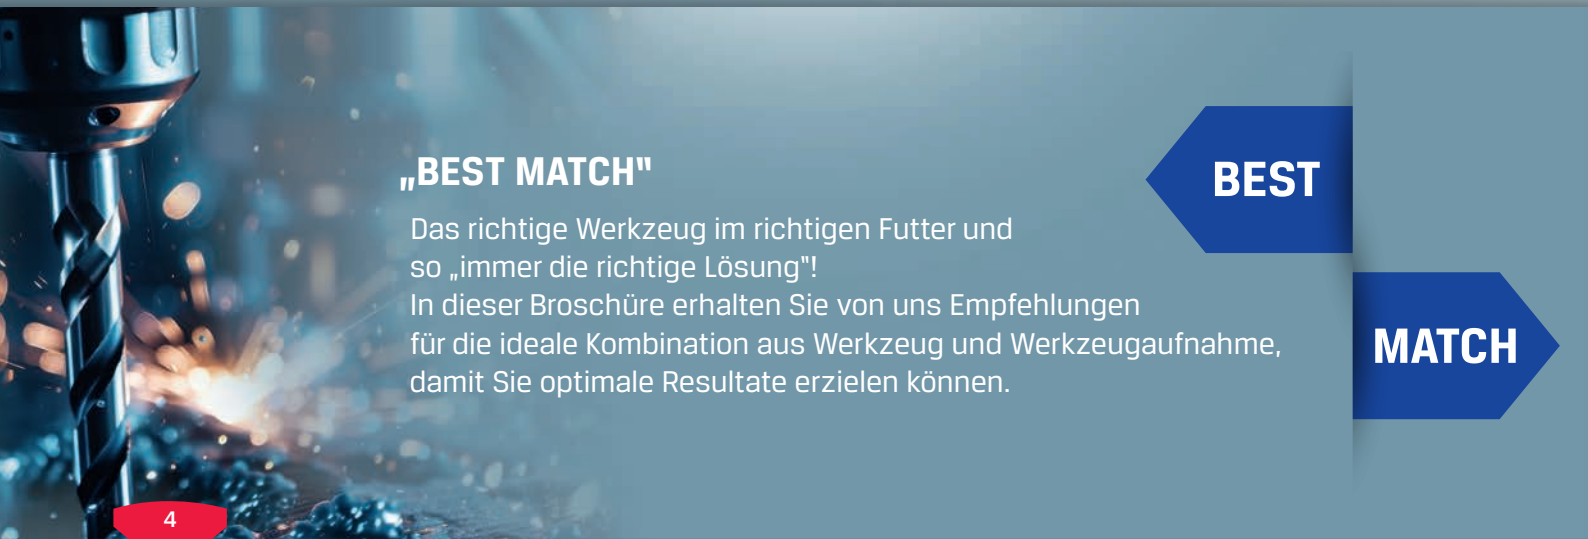 „BEST MATCH"
Das richtige Werkzeug im richtigen Futter und
so „immer die richtige Lösung"!
In dieser Broschüre erhalten Sie von uns Empfehlungen
für die ideale Kombination aus Werkzeug und Werkzeugaufnahme,
damit Sie optimale Resultate erzielen können.
BEST
MATCH
4